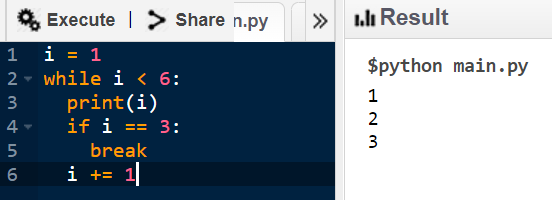 Execute | Share n.py »
Result
1 i = 1
2 while i < 6:
3   print(i)
4   if i == 3:
5     break
6   i += 1
$python main.py
1
2
3